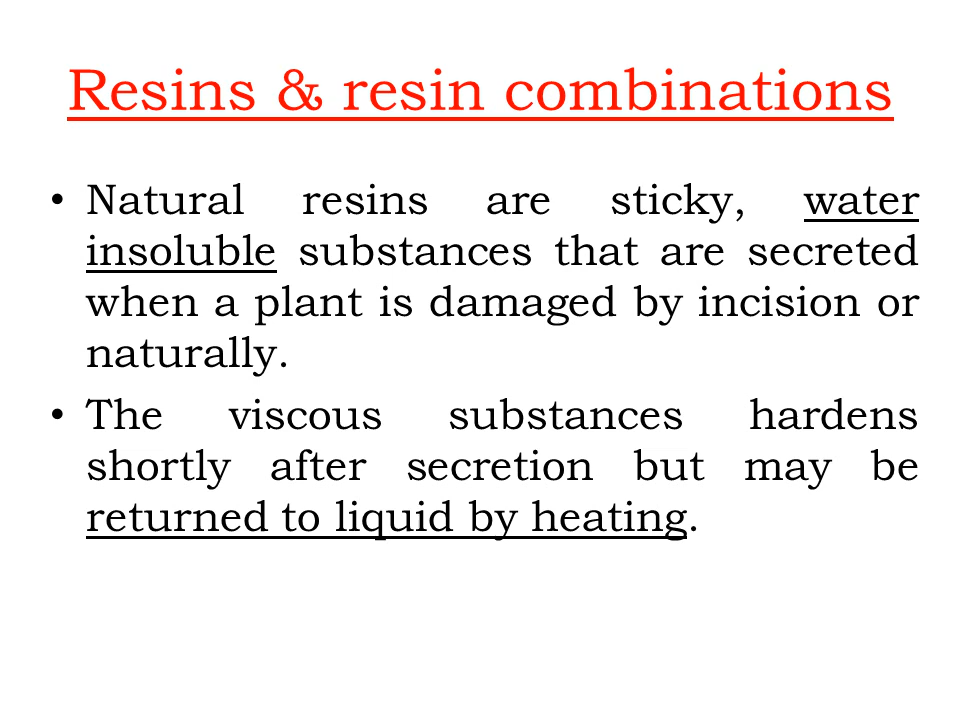 Resins & resin combinations
• Natural resins are sticky, water
insoluble substances that are secreted
when a plant is damaged by incision or
naturally.
• The viscous substances hardens
shortly after secretion but may be
returned to liquid by heating.